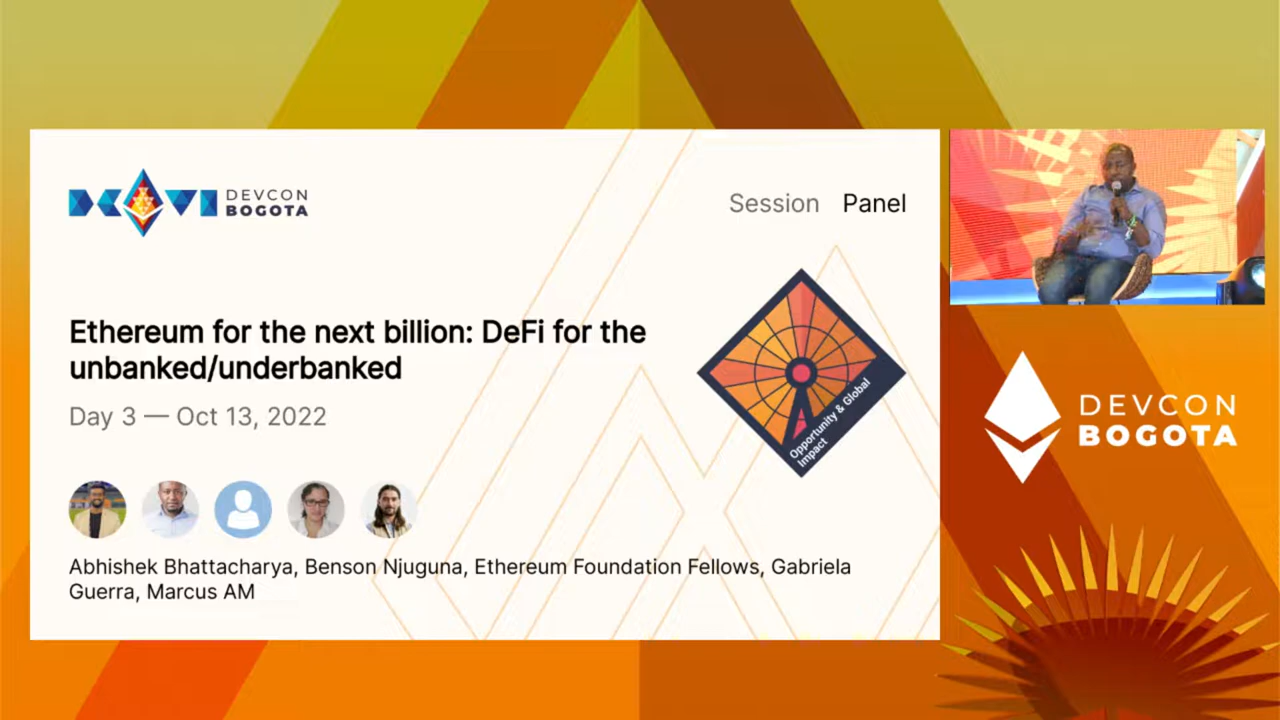 DEVCON
BOGOTA
Session Panel
Ethereum for the next billion: DeFi for the
unbanked/underbanked
Day 3 — Oct 13, 2022
Opportunity & Global
Impact
Abhishek Bhattacharya, Benson Njuguna, Ethereum Foundation Fellows, Gabriela
Guerra, Marcus AM
DEVCON
BOGOTA